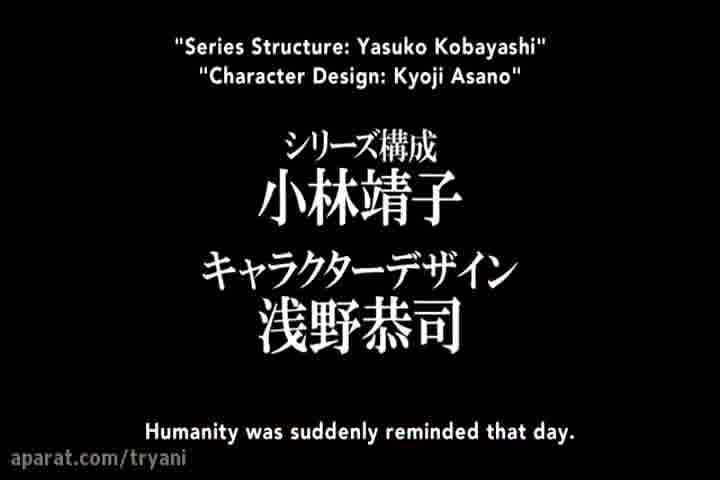 "Series Structure: Yasuko Kobayashi"
"Character Design: Kyoji Asano"
シリーズ構成
小林靖子
キャラクターデザイン
浅野恭司
Humanity was suddenly reminded that day.
aparat.com/tryani